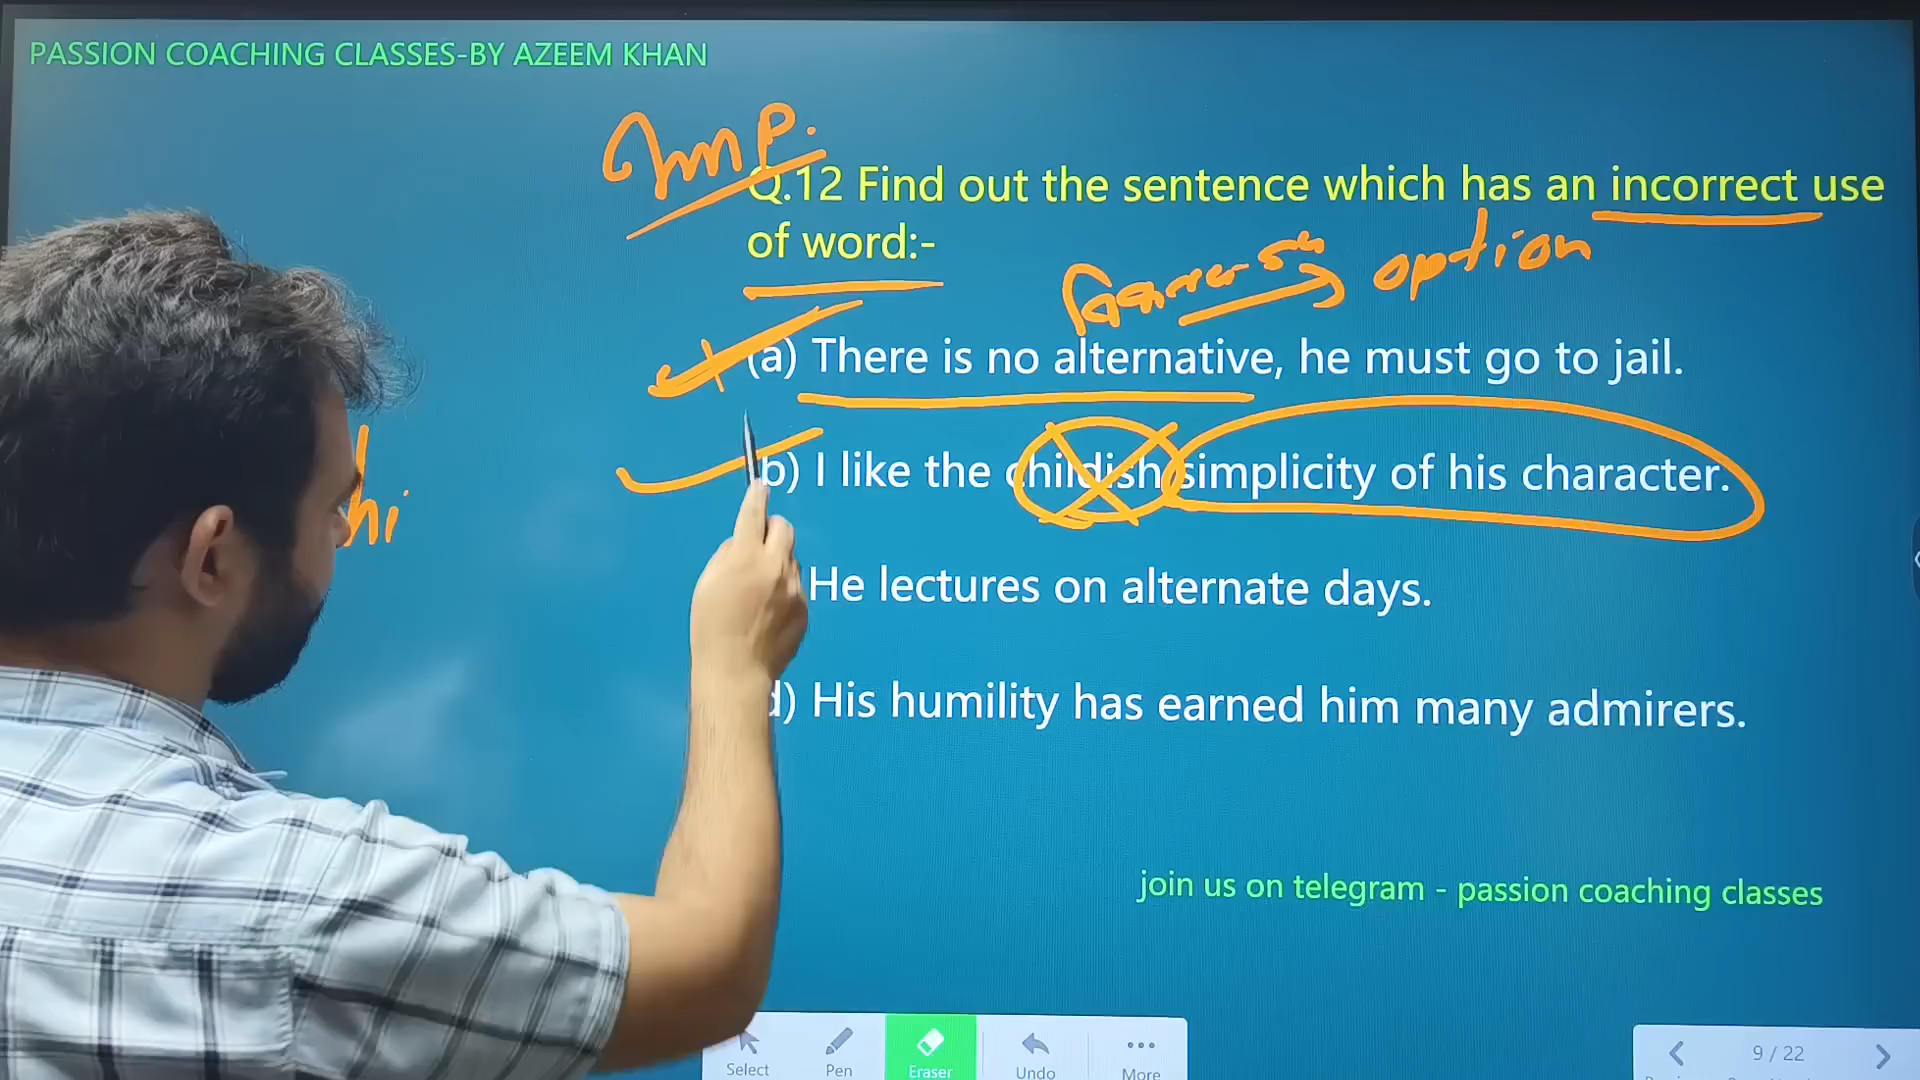 PASSION COACHING CLASSES-BY AZEEM KHAN
Imp.
Q.12 Find out the sentence which has an incorrect use
of word:-
option
(a) There is no alternative, he must go to jail.
b) I like the childish simplicity of his character.
hi
He lectures on alternate days.
d) His humility has earned him many admirers.
join us on telegram - passion coaching classes
Select Pen Eraser Undo More
9 / 22